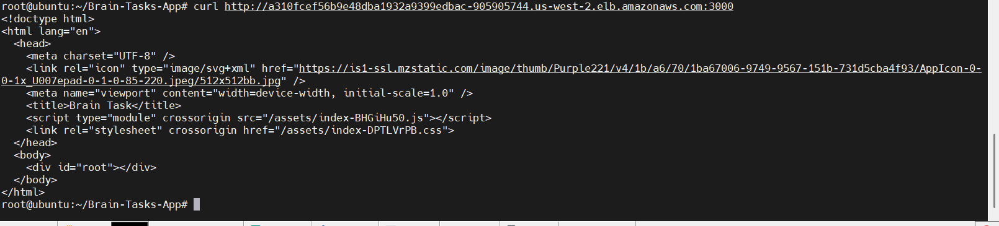 root@ubuntu:~/Brain-Tasks-App# curl http://a310fcef56b9e48dba1932a9399edbac-905905744.us-west-2.elb.amazonaws.com:3000
<!doctype html>
<html lang="en">
  <head>
    <meta charset="UTF-8" />
    <link rel="icon" type="image/svg+xml" href="https://is1-ssl.mzstatic.com/image/thumb/Purple221/v4/1b/a6/70/1ba67006-9749-9567-151b-731d5cba4f93/AppIcon-0-
0-1x_U007epad-0-1-0-85-220.jpeg/512x512bb.jpg" />
    <meta name="viewport" content="width=device-width, initial-scale=1.0" />
    <title>Brain Task</title>
    <script type="module" crossorigin src="/assets/index-BHGiHu50.js"></script>
    <link rel="stylesheet" crossorigin href="/assets/index-DPTLVrPB.css">
  </head>
  <body>
    <div id="root"></div>
  </body>
</html>
root@ubuntu:~/Brain-Tasks-App#